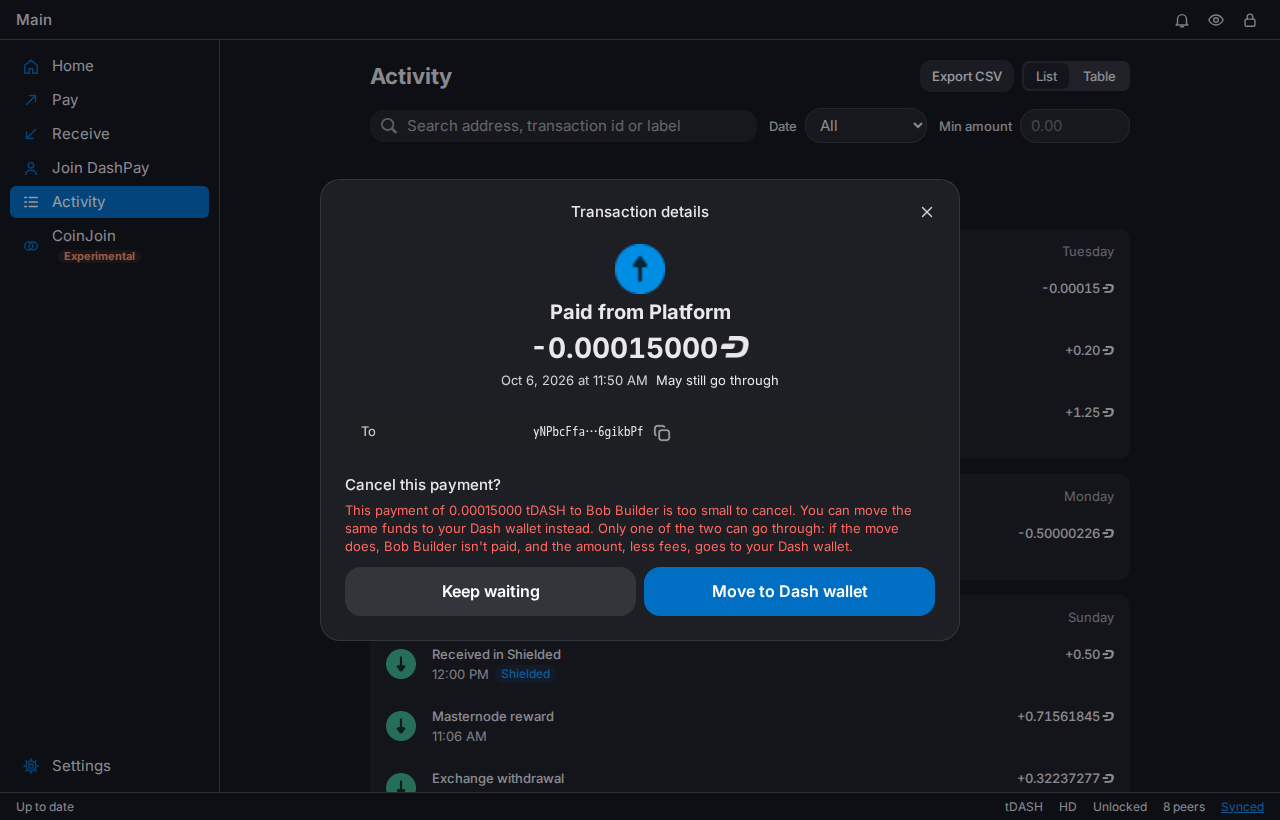 Main
Home
Pay
Receive
Join DashPay
Activity
CoinJoin
Experimental
Settings
Activity
Export CSV
List
Table
Search address, transaction id or label
Date
All
Min amount
0.00
Tuesday
-0.00015
+0.20
+1.25
Monday
-0.50000226
Sunday
Transaction details
Paid from Platform
-0.00015000
Oct 6, 2026 at 11:50 AM May still go through
To
yNPbcFfa···6gikbPf
Cancel this payment?
This payment of 0.00015000 tDASH to Bob Builder is too small to cancel. You can move the
same funds to your Dash wallet instead. Only one of the two can go through: if the move
does, Bob Builder isn't paid, and the amount, less fees, goes to your Dash wallet.
Keep waiting
Move to Dash wallet
Received in Shielded
+0.50
12:00 PM Shielded
Masternode reward
+0.71561845
11:06 AM
Exchange withdrawal
+0.32237277
Up to date
tDASH
HD
Unlocked
8 peers
Synced